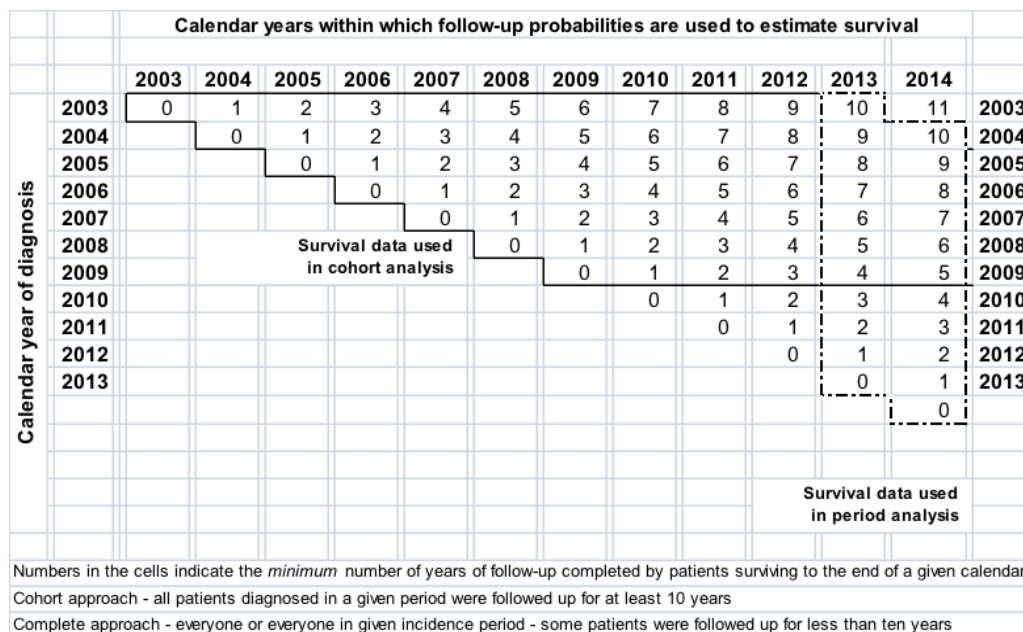 Calendar years within which follow-up probabilities are used to estimate survival
2003 2004 2005 2006 2007 2008 2009 2010 2011 2012 2013 2014
Calendar year of diagnosis
2003 0 1 2 3 4 5 6 7 8 9 10 11 2003
2004 0 1 2 3 4 5 6 7 8 9 10 2004
2005 0 1 2 3 4 5 6 7 8 9 2005
2006 0 1 2 3 4 5 6 7 8 2006
2007 0 1 2 3 4 5 6 7 2007
2008 0 1 2 3 4 5 6 2008
2009 0 1 2 3 4 5 2009
Survival data used
in cohort analysis
2010 0 1 2 3 4 2010
2011 0 1 2 3 2011
2012 0 1 2 2012
2013 0 1 2013
0
Survival data used
in period analysis
Numbers in the cells indicate the minimum number of years of follow-up completed by patients surviving to the end of a given calendar
Cohort approach - all patients diagnosed in a given period were followed up for at least 10 years
Complete approach - everyone or everyone in given incidence period - some patients were followed up for less than ten years